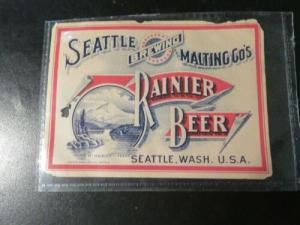 SEATTLE BREWING & MALTING CO'S
RAINIER
BEER
SEATTLE, WASH. U.S.A.